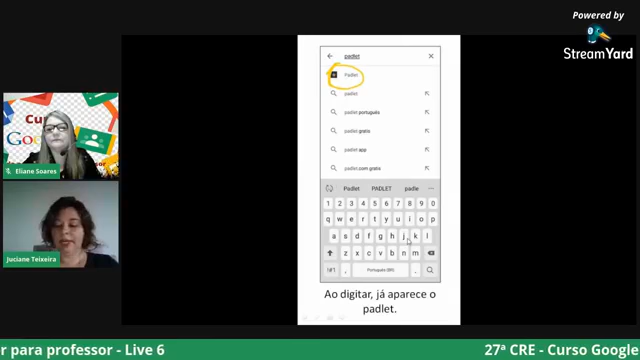 Powered by
StreamYard
padlet
Padlet
padlet
padlet português
padlet gratis
padlet app
padlet com gratis
Padlet PADLET padle
1 2 3 4 5 6 7 8 9 0
q w e r t y u i o p
a s d f g h j k l
z x c v b n m
!#1 , Português (BR) .
Ao digitar, já aparece o
padlet.
Eliane Soares
Juciane Teixeira
r para professor - Live 6
27ª CRE - Curso Google